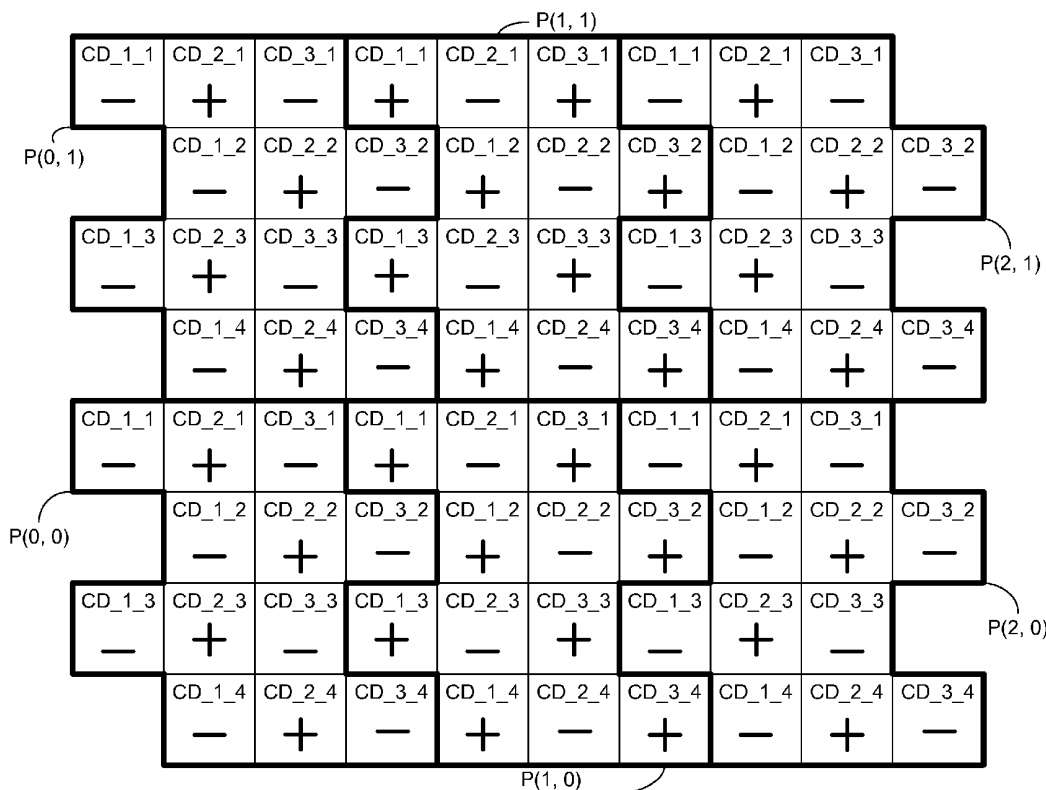 P(1, 1)
CD_1_1 CD_2_1 CD_3_1 CD_1_1 CD_2_1 CD_3_1 CD_1_1 CD_2_1 CD_3_1
— + — + — + — + —
P(0, 1)
CD_1_2 CD_2_2 CD_3_2 CD_1_2 CD_2_2 CD_3_2 CD_1_2 CD_2_2 CD_3_2
— + — + — + — + —
CD_1_3 CD_2_3 CD_3_3 CD_1_3 CD_2_3 CD_3_3 CD_1_3 CD_2_3 CD_3_3
P(2, 1)
— + — + — + — + —
CD_1_4 CD_2_4 CD_3_4 CD_1_4 CD_2_4 CD_3_4 CD_1_4 CD_2_4 CD_3_4
— + — + — + — + —
CD_1_1 CD_2_1 CD_3_1 CD_1_1 CD_2_1 CD_3_1 CD_1_1 CD_2_1 CD_3_1
— + — + — + — + —
CD_1_2 CD_2_2 CD_3_2 CD_1_2 CD_2_2 CD_3_2 CD_1_2 CD_2_2 CD_3_2
P(0, 0)
— + — + — + — + —
CD_1_3 CD_2_3 CD_3_3 CD_1_3 CD_2_3 CD_3_3 CD_1_3 CD_2_3 CD_3_3
P(2, 0)
— + — + — + — + —
CD_1_4 CD_2_4 CD_3_4 CD_1_4 CD_2_4 CD_3_4 CD_1_4 CD_2_4 CD_3_4
— + — + — + — + —
P(1, 0)